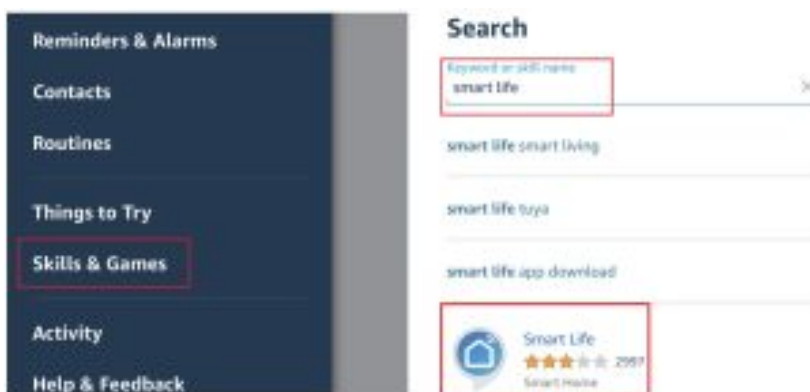 Reminders & Alarms
Contacts
Routines
Things to Try
Skills & Games
Activity
Help & Feedback
Search
Keyword or skill name
smart life
smart life smart living
smart life tuya
smart life app download
Smart Life
2997
Smart Home